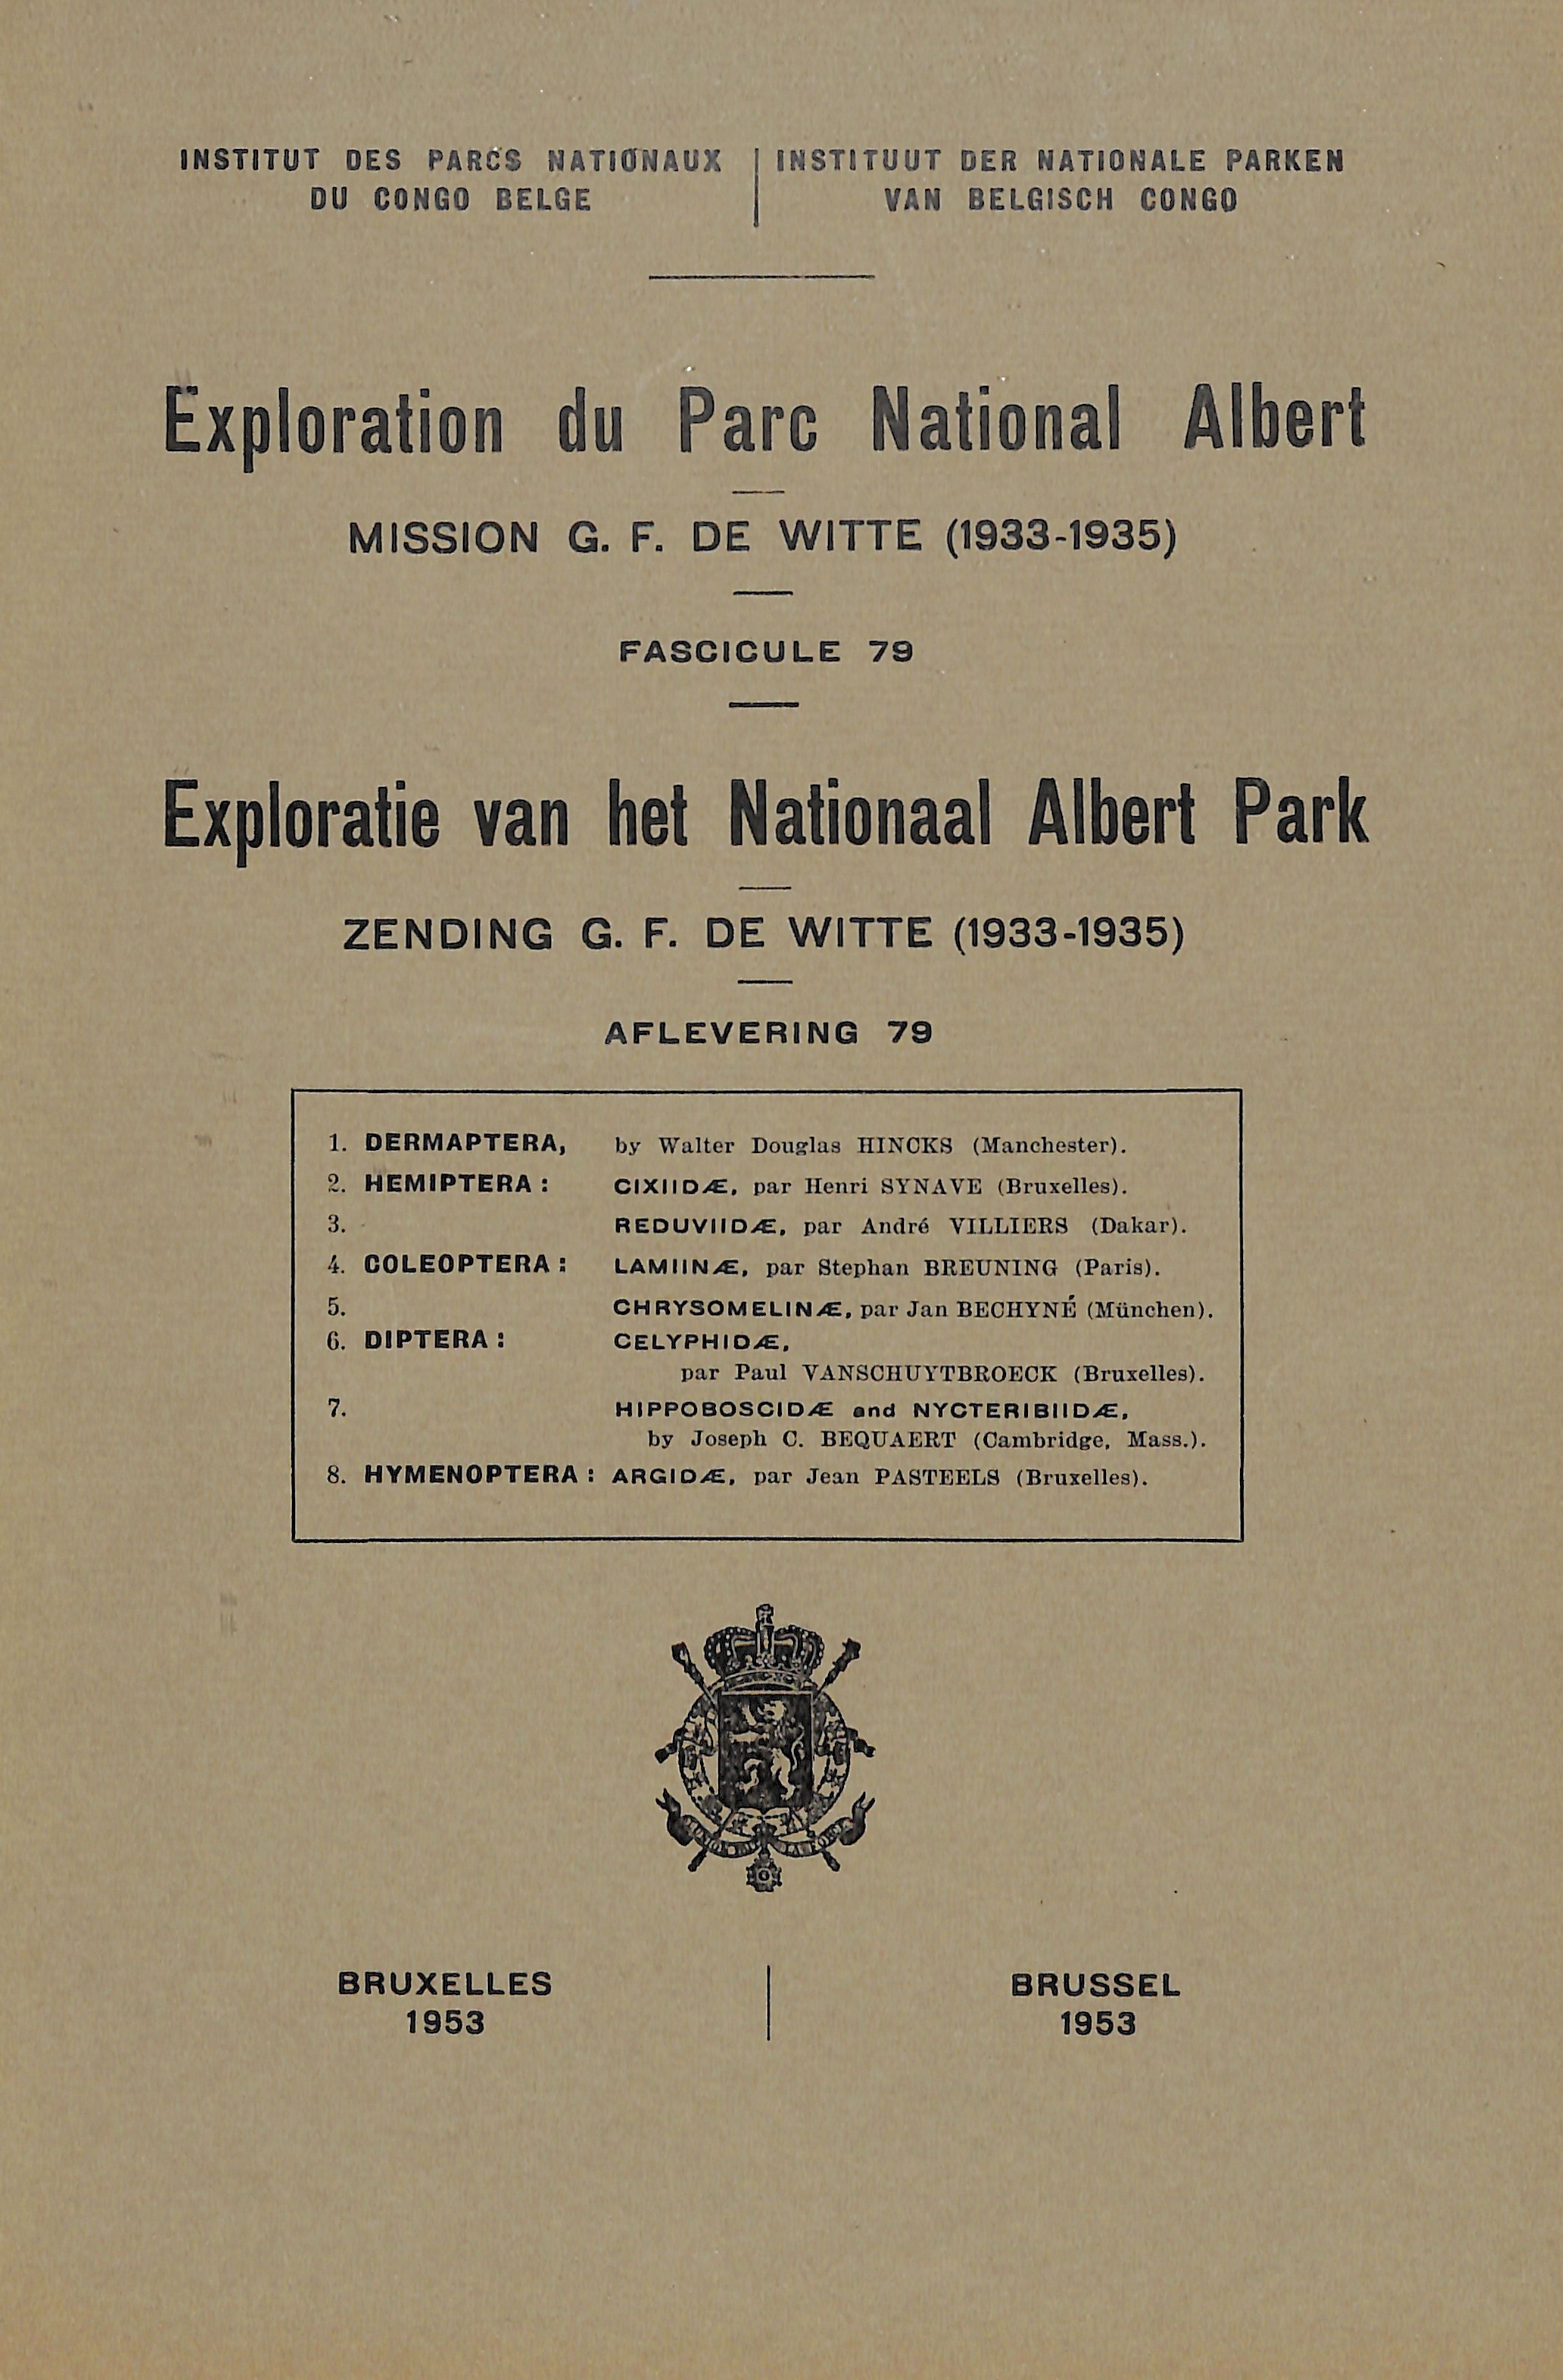 INSTITUT DES PARCS NATIONAUX
DU CONGO BELGE
INSTITUUT DER NATIONALE PARKEN
VAN BELGISCH CONGO
Exploration du Parc National Albert
MISSION G. F. DE WITTE (1933-1935)
FASCICULE 79
Exploratie van het Nationaal Albert Park
ZENDING G. F. DE WITTE (1933-1935)
AFLEVERING 79
1. DERMAPTERA, by Walter Douglas HINCKS (Manchester).
2. HEMIPTERA : CIXIIDÆ, par Henri SYNAVE (Bruxelles).
3. REDUVIIDÆ, par André VILLIERS (Dakar).
4. COLEOPTERA : LAMIINÆ, par Stephan BREUNING (Paris).
5. CHRYSOMELINÆ, par Jan BECHYNÉ (München).
6. DIPTERA : CELYPHIDÆ,
par Paul VANSCHUYTBROECK (Bruxelles).
7. HIPPOBOSCIDÆ and NYCTERIBIIDÆ,
by Joseph C. BEQUAERT (Cambridge, Mass.).
8. HYMENOPTERA : ARGIDÆ, par Jean PASTEELS (Bruxelles).
BRUXELLES
1953
BRUSSEL
1953